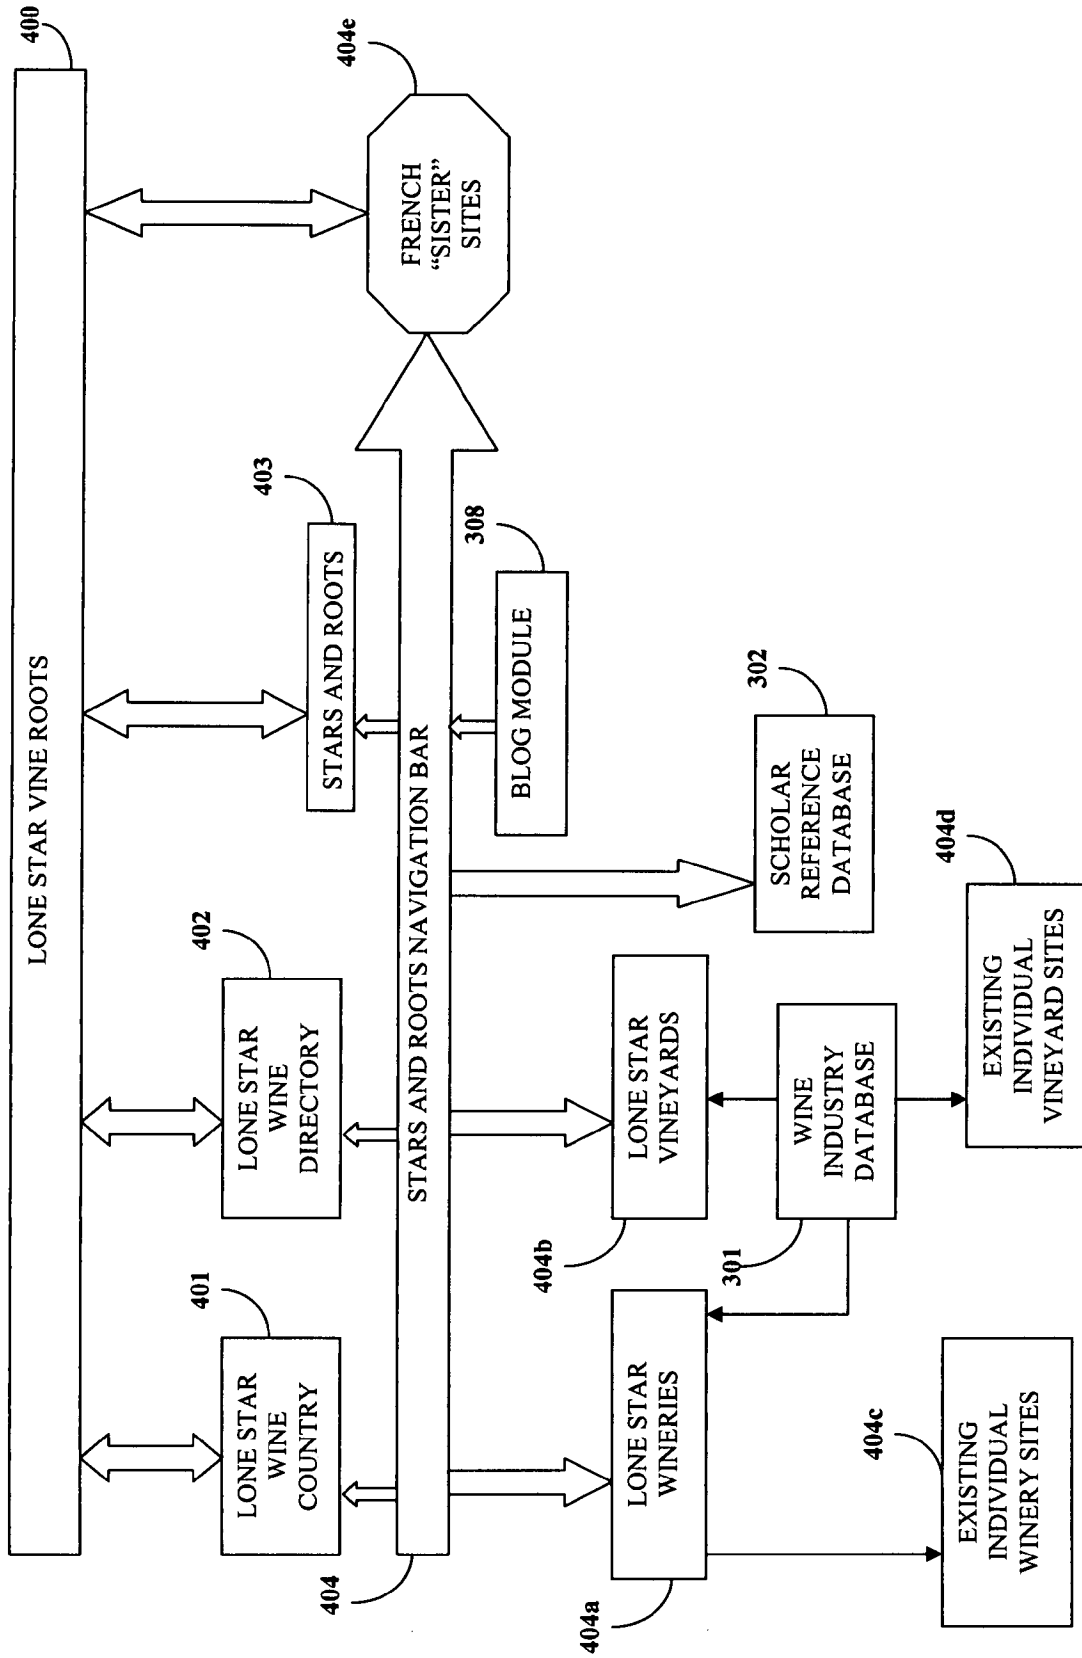 LONE STAR VINE ROOTS
400
401
LONE STAR
WINE
COUNTRY
402
LONE STAR
WINE
DIRECTORY
403
STARS AND ROOTS
404e
FRENCH
“SISTER”
SITES
404
STARS AND ROOTS NAVIGATION BAR
308
BLOG MODULE
404a
LONE STAR
WINERIES
404b
LONE STAR
VINEYARDS
302
SCHOLAR
REFERENCE
DATABASE
301
WINE
INDUSTRY
DATABASE
404c
EXISTING
INDIVIDUAL
WINERY SITES
404d
EXISTING
INDIVIDUAL
VINEYARD SITES